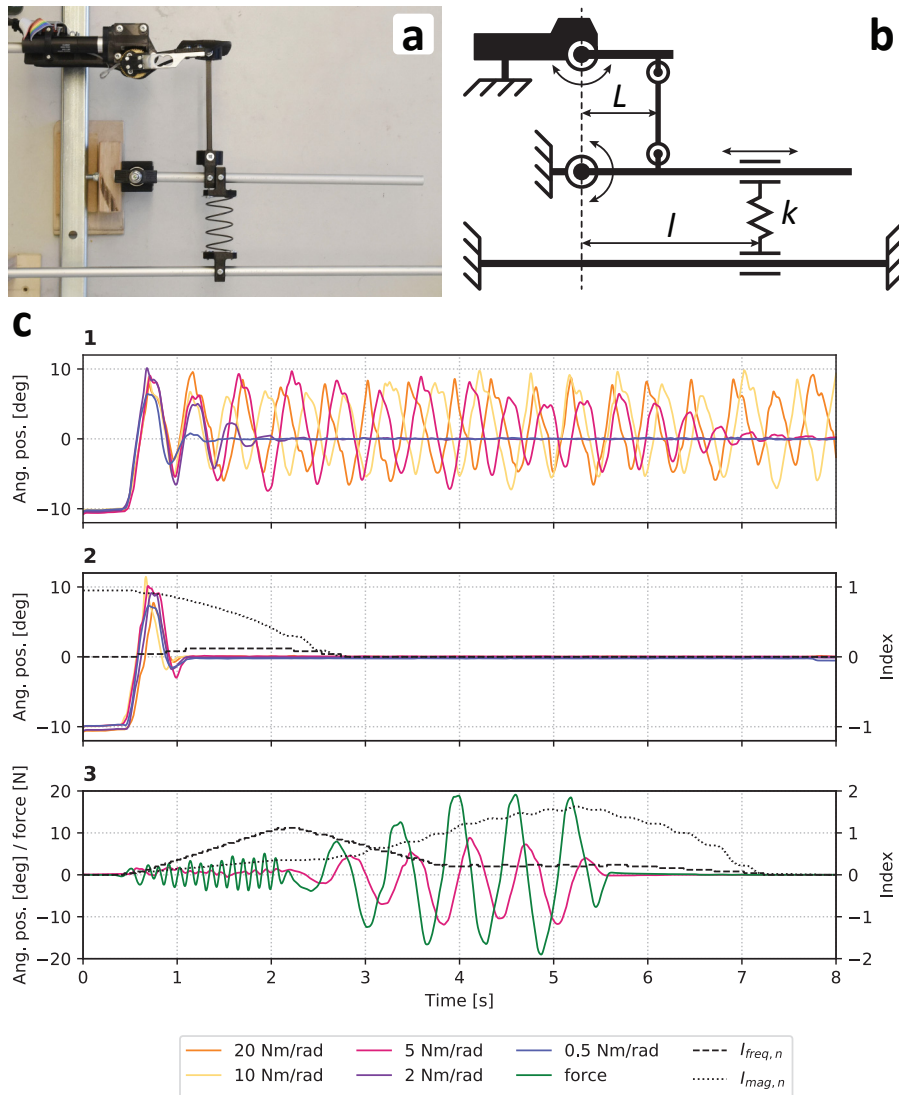 a
b
L
l
k
c
1
Ang. pos. [deg]
10
0
−10
2
Ang. pos. [deg]
10
0
−10
Index
1
0
−1
3
Ang. pos. [deg] / force [N]
20
10
0
−10
−20
Index
2
1
0
−1
−2
0 1 2 3 4 5 6 7 8
Time [s]
20 Nm/rad 5 Nm/rad 0.5 Nm/rad I_freq, n
10 Nm/rad 2 Nm/rad force I_mag, n